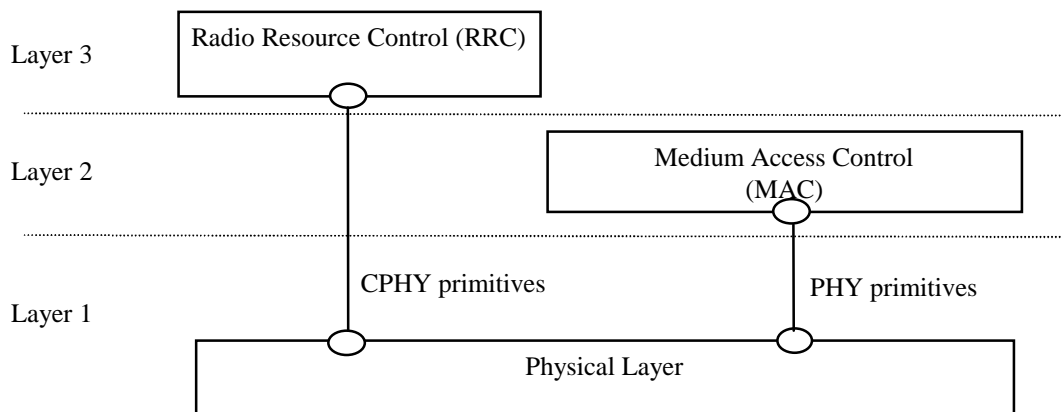 Radio Resource Control (RRC)
Layer 3
Medium Access Control
Layer 2
(MAC)
CPHY primitives
PHY primitives
Layer 1
Physical Layer